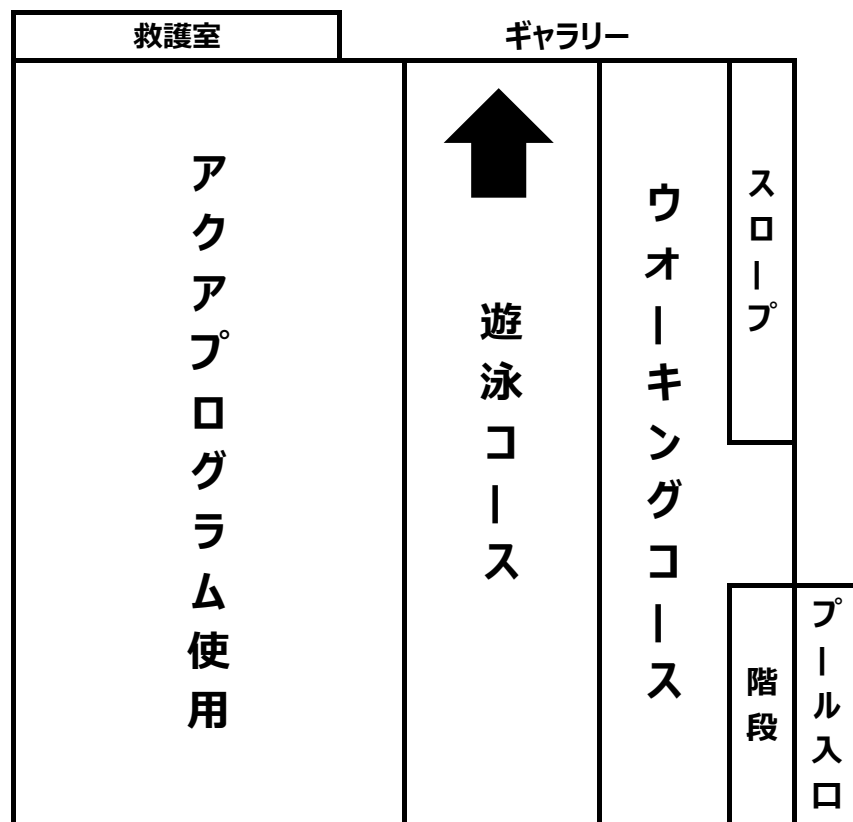 救護室
ギャラリー
アクアプログラム使用
遊泳コース
ウオーキングコース
スロープ
階段
プール入口